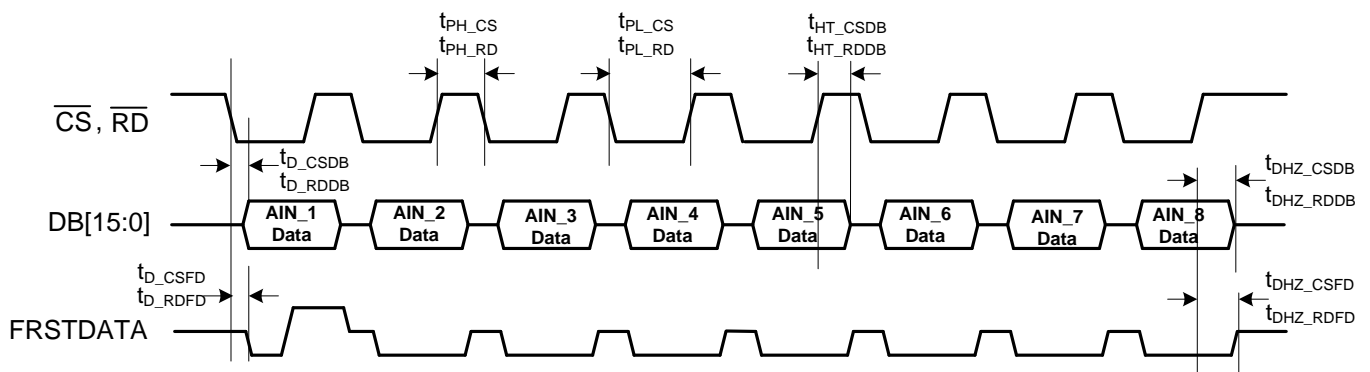 tPH_CS
tPH_RD
tPL_CS
tPL_RD
tHT_CSDB
tHT_RDDB
CS, RD
tD_CSDB
tD_RDDB
tDHZ_CSDB
tDHZ_RDDB
DB[15:0]
AIN_1 Data
AIN_2 Data
AIN_3 Data
AIN_4 Data
AIN_5 Data
AIN_6 Data
AIN_7 Data
AIN_8 Data
tD_CSFD
tD_RDFD
tDHZ_CSFD
tDHZ_RDFD
FRSTDATA